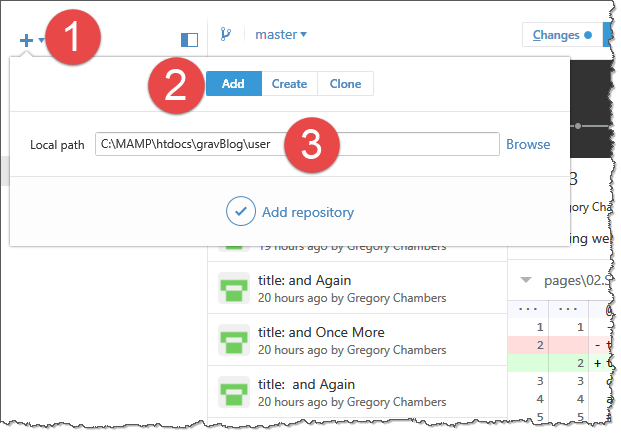 1
master
Changes
2
Add
Create
Clone
Local path
C:\MAMP\htdocs\gravBlog\user
3
Browse
Add repository
3
gory Cha
ing we
19 hours ago by Gregory Chambers
title: and Again
20 hours ago by Gregory Chambers
title: and Once More
20 hours ago by Gregory Chambers
title:  and Again
20 hours ago by Gregory Chambers
pages\02.S
... ...
1 1
2 - t
2 + t
3 3
4 4
5 5